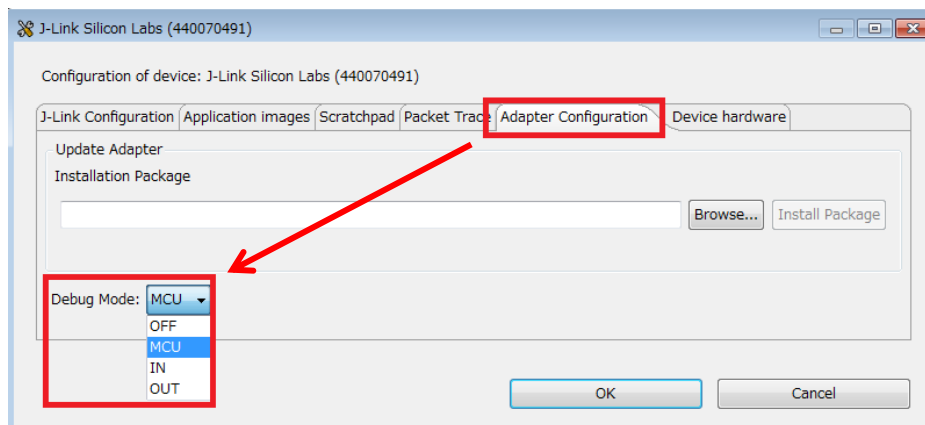 J-Link Silicon Labs (440070491)
Configuration of device: J-Link Silicon Labs (440070491)
J-Link Configuration Application images Scratchpad Packet Trace Adapter Configuration Device hardware
Update Adapter
Installation Package
Browse... Install Package
Debug Mode: MCU
OFF
MCU
IN
OUT
OK Cancel